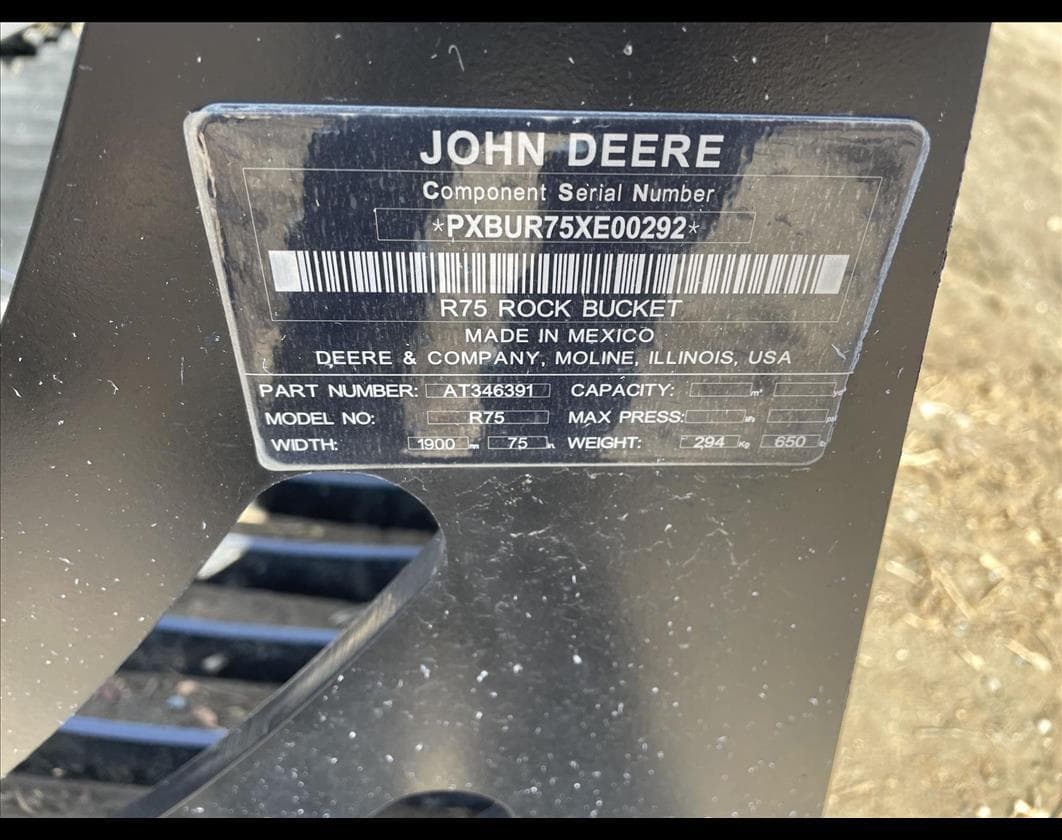 JOHN DEERE
Component Serial Number
*PXBUR75XE00292*
R75 ROCK BUCKET
MADE IN MEXICO
DEERE & COMPANY, MOLINE, ILLINOIS, USA
PART NUMBER: AT346391 CAPACITY: m³
MODEL NO: R75 MAX PRESS:
WIDTH: 1900 75 WEIGHT: 294 Kg 650